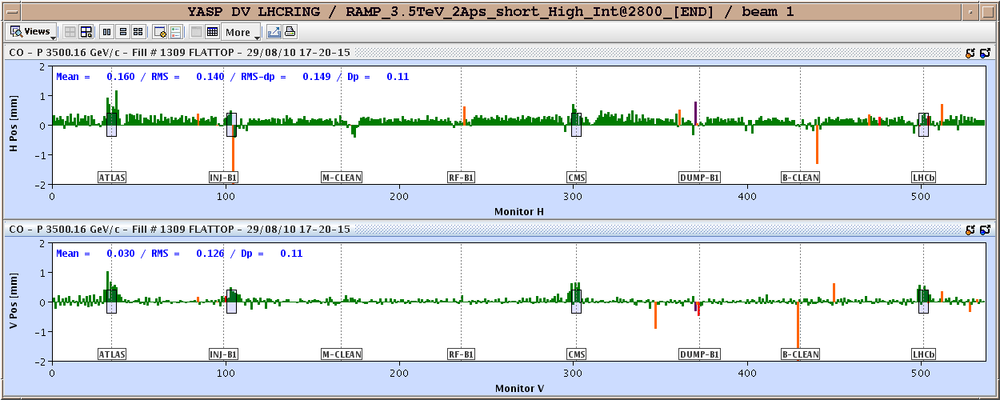 YASP DV LHCRING / RAMP_3.5TeV_2Aps_short_High_Int@2800_[END] / beam 1
Views More
CO - P 3500.16 GeV/c - Fill # 1309 FLATTOP - 29/08/10 17-20-15
Mean = 0.160 / RMS = 0.140 / RMS-dp = 0.149 / Dp = 0.11
H Pos [mm]
2
1
0
-1
-2
ATLAS INJ-B1 M-CLEAN RF-B1 CMS DUMP-B1 B-CLEAN LHCb
0 100 200 300 400 500
Monitor H
CO - P 3500.16 GeV/c - Fill # 1309 FLATTOP - 29/08/10 17-20-15
Mean = 0.030 / RMS = 0.126 / Dp = 0.11
V Pos [mm]
2
1
0
-1
-2
ATLAS INJ-B1 M-CLEAN RF-B1 CMS DUMP-B1 B-CLEAN LHCb
0 100 200 300 400 500
Monitor V